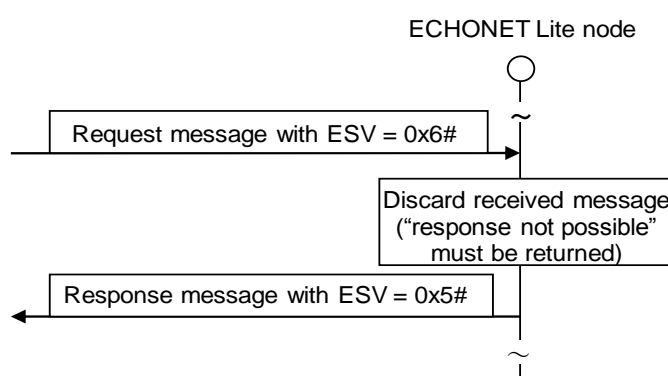 ECHONET Lite node
Request message with ESV = 0x6#
Discard received message
(“response not possible”
must be returned)
Response message with ESV = 0x5#